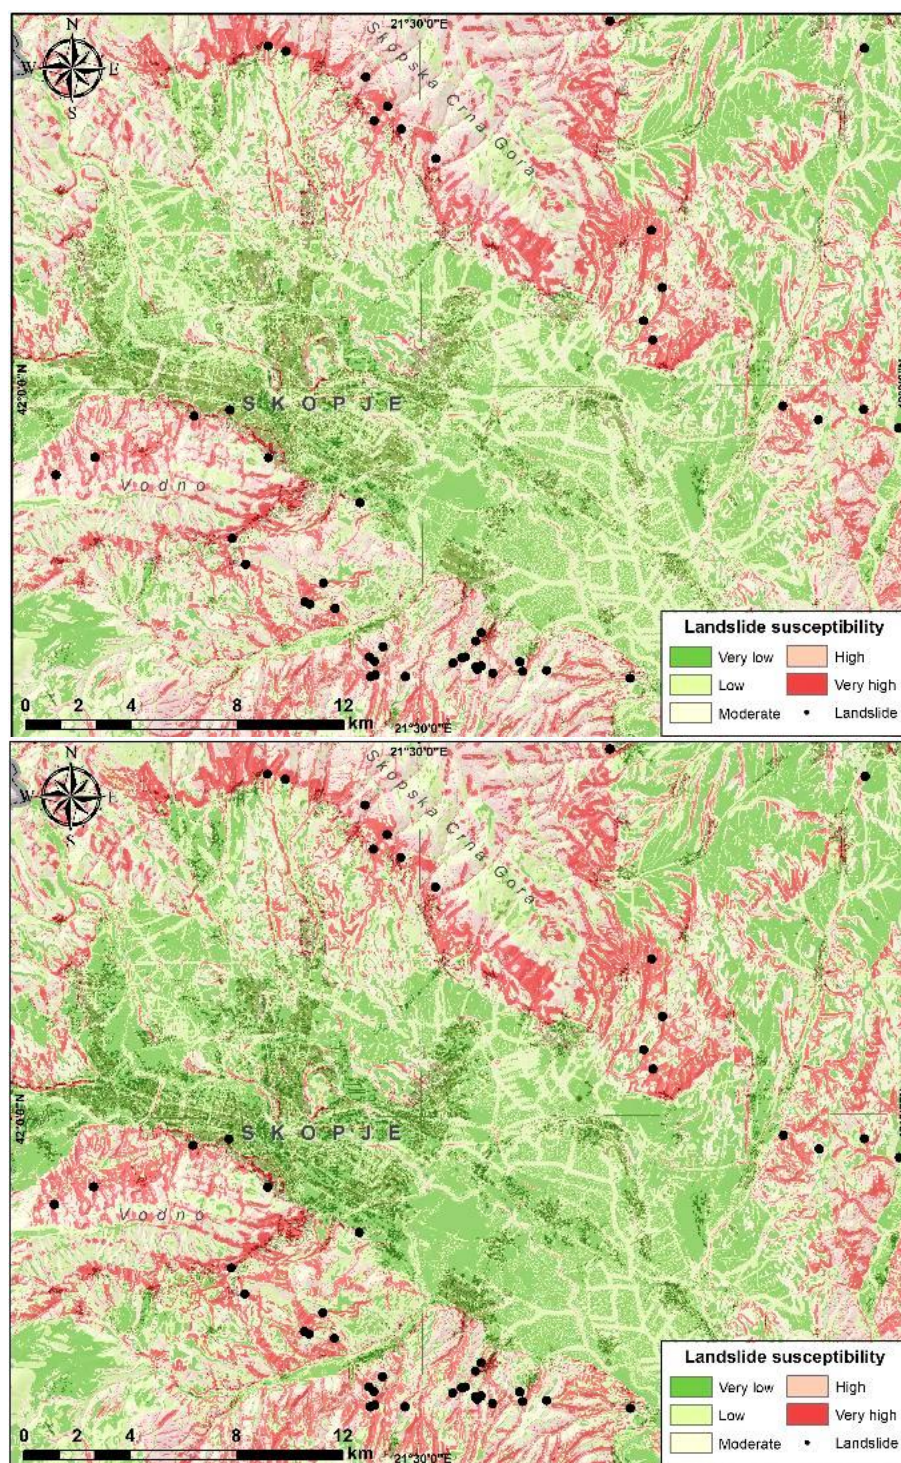 21°30'0"E
N
W
E
S
Skopska Crna Gora
42°0'0"N
SKOPJE
Vodno
Landslide susceptibility
Very low
High
Low
Very high
Moderate
Landslide
0 2 4 8 12
km
21°30'0"E
21°30'0"E
N
W
E
S
Skopska Crna Gora
42°0'0"N
SKOPJE
Vodno
Landslide susceptibility
Very low
High
Low
Very high
Moderate
Landslide
0 2 4 8 12
km
21°30'0"E